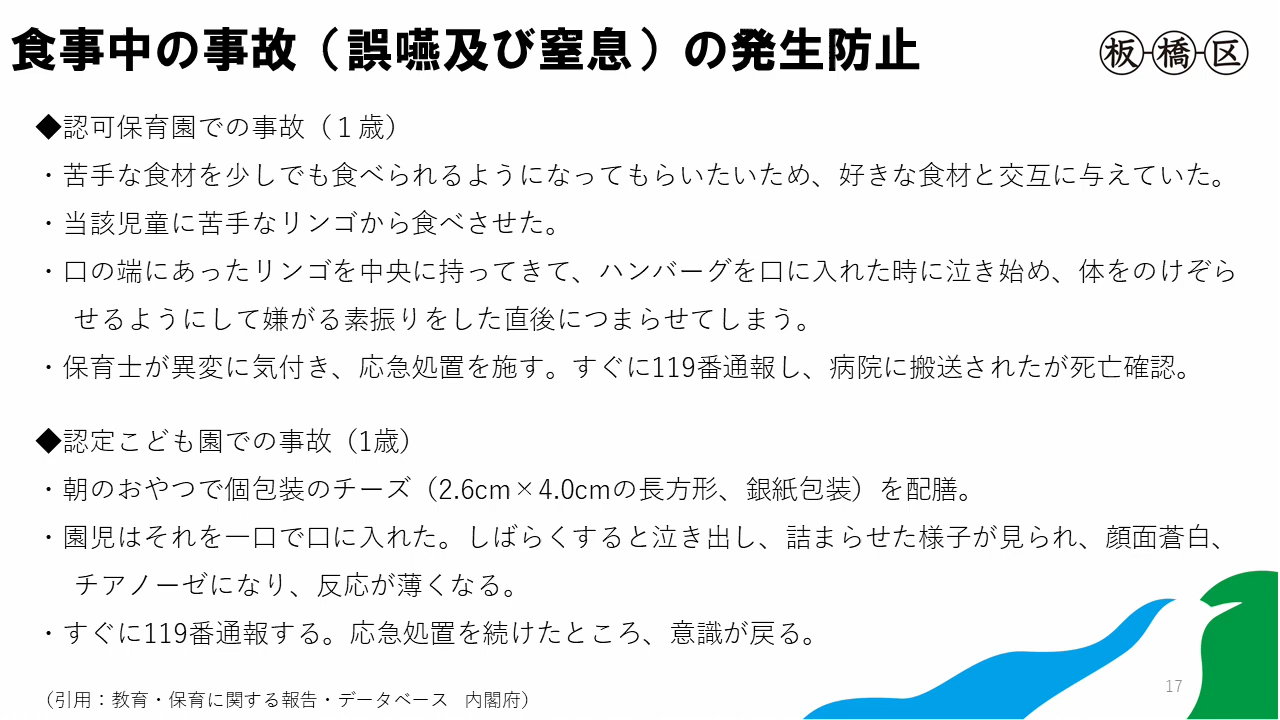 食事中の事故（誤嚥及び窒息）の発生防止
板橋区
◆認可保育園での事故（１歳）
・苦手な食材を少しでも食べられるようになってもらいたいため、好きな食材と交互に与えていた。
・当該児童に苦手なリンゴから食べさせた。
・口の端にあったリンゴを中央に持ってきて、ハンバーグを口に入れた時に泣き始め、体をのけぞら
せるようにして嫌がる素振りをした直後につまらせてしまう。
・保育士が異変に気付き、応急処置を施す。すぐに119番通報し、病院に搬送されたが死亡確認。
◆認定こども園での事故（1歳）
・朝のおやつで個包装のチーズ（2.6cm×4.0cmの長方形、銀紙包装）を配膳。
・園児はそれを一口で口に入れた。しばらくすると泣き出し、詰まらせた様子が見られ、顔面蒼白、
チアノーゼになり、反応が薄くなる。
・すぐに119番通報する。応急処置を続けたところ、意識が戻る。
（引用：教育・保育に関する報告・データベース　内閣府）
17